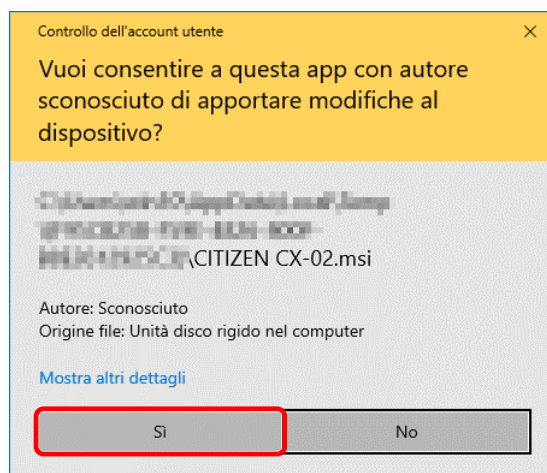 Controllo dell'account utente
Vuoi consentire a questa app con autore
sconosciuto di apportare modifiche al
dispositivo?
\CITIZEN CX-02.msi
Autore: Sconosciuto
Origine file: Unità disco rigido nel computer
Mostra altri dettagli
Sì
No